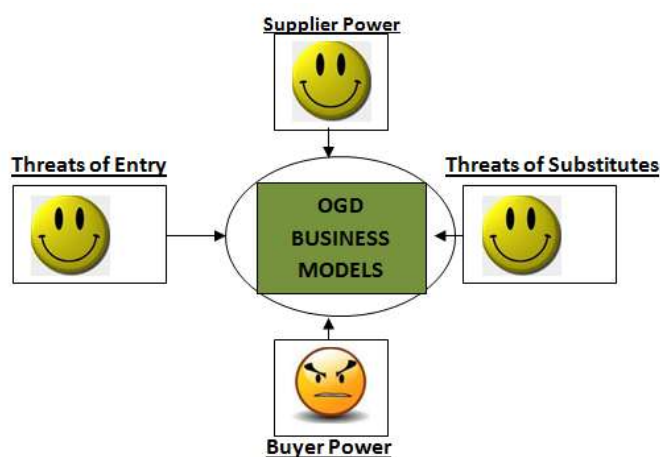 Supplier Power
Threats of Entry
Threats of Substitutes
OGD
BUSINESS
MODELS
Buyer Power